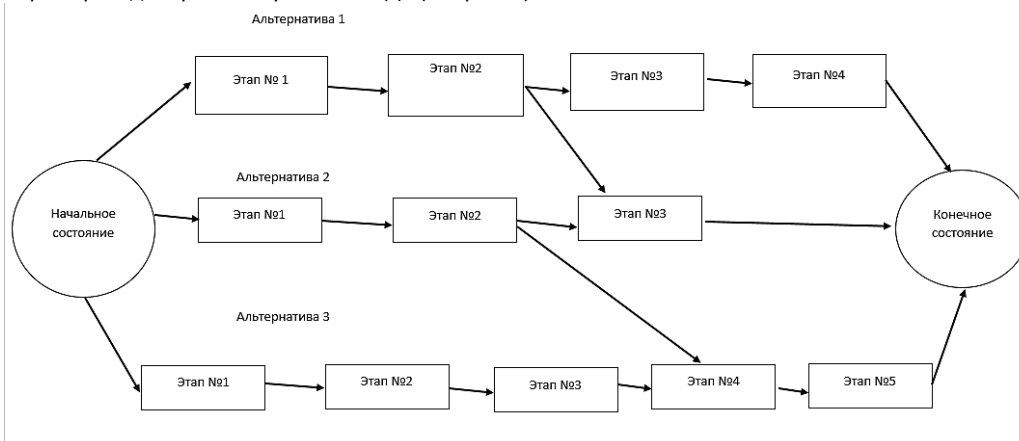 Альтернатива 1
Этап № 1
Этап №2
Этап №3
Этап №4
Альтернатива 2
Начальное
состояние
Этап №1
Этап №2
Этап №3
Конечное
состояние
Альтернатива 3
Этап №1
Этап №2
Этап №3
Этап №4
Этап №5